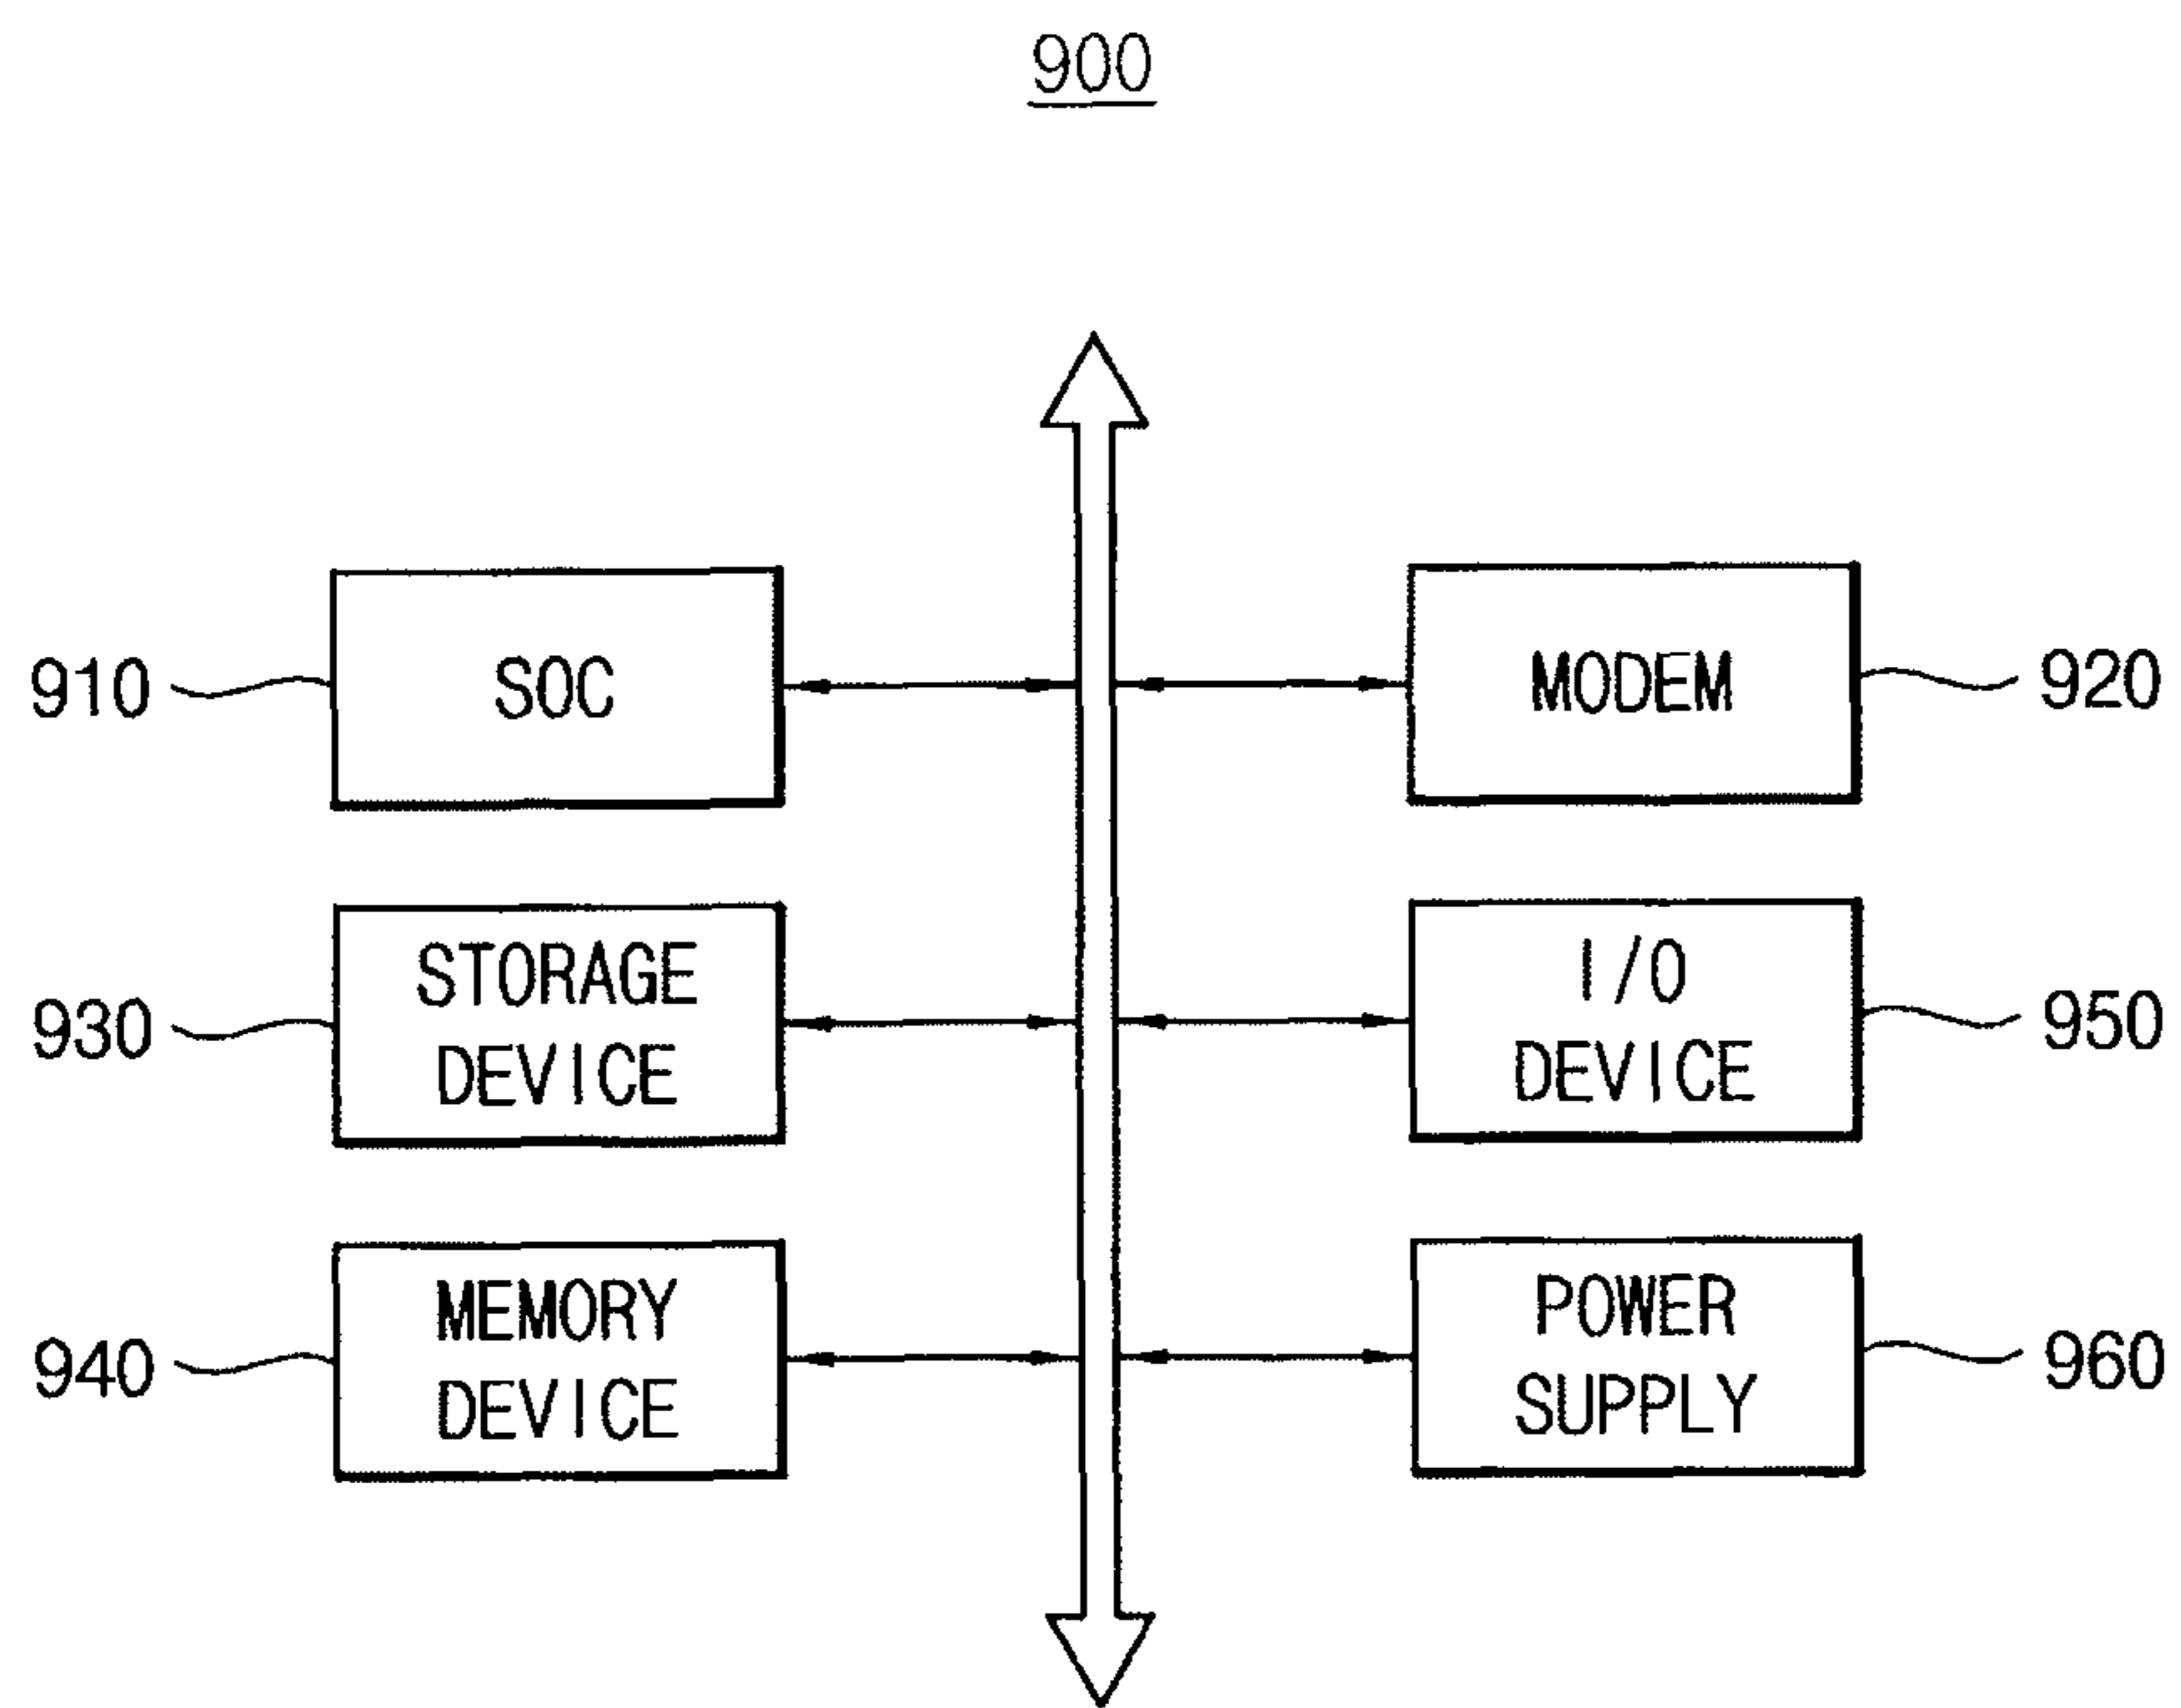 900
910
SOC
MODEM
920
930
STORAGE
DEVICE
I/O
DEVICE
950
940
MEMORY
DEVICE
POWER
SUPPLY
960